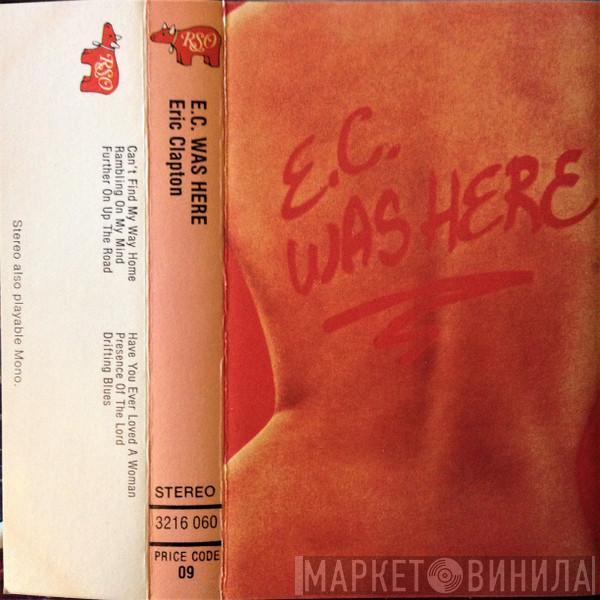 RSO
Can't Find My Way Home
Rambling On My Mind
Further On Up The Road
Have You Ever Loved A Woman
Presence Of The Lord
Drifting Blues
Stereo also playable Mono.
RSO
E.C. WAS HERE
Eric Clapton
STEREO
3216 060
PRICE CODE
09
E.C.
WAS HERE
МАРКЕТ ВИНИЛА